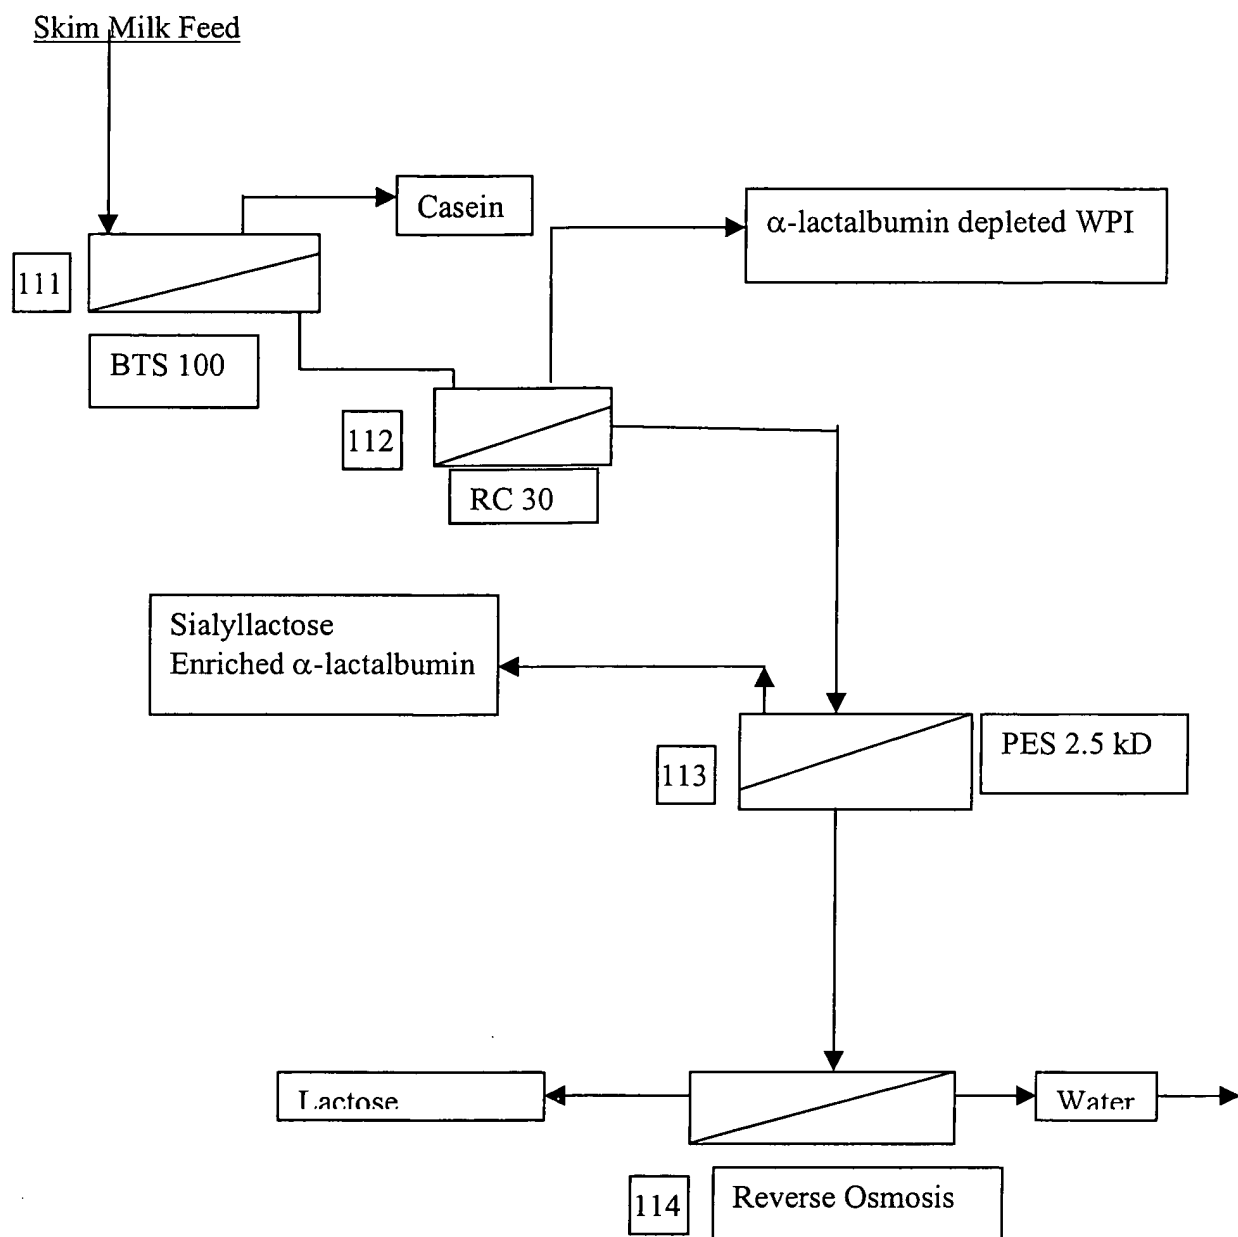 Skim Milk Feed
Casein
α-lactalbumin depleted WPI
111
BTS 100
112
RC 30
Sialyllactose
Enriched α-lactalbumin
PES 2.5 kD
113
Lactose
Water
114
Reverse Osmosis